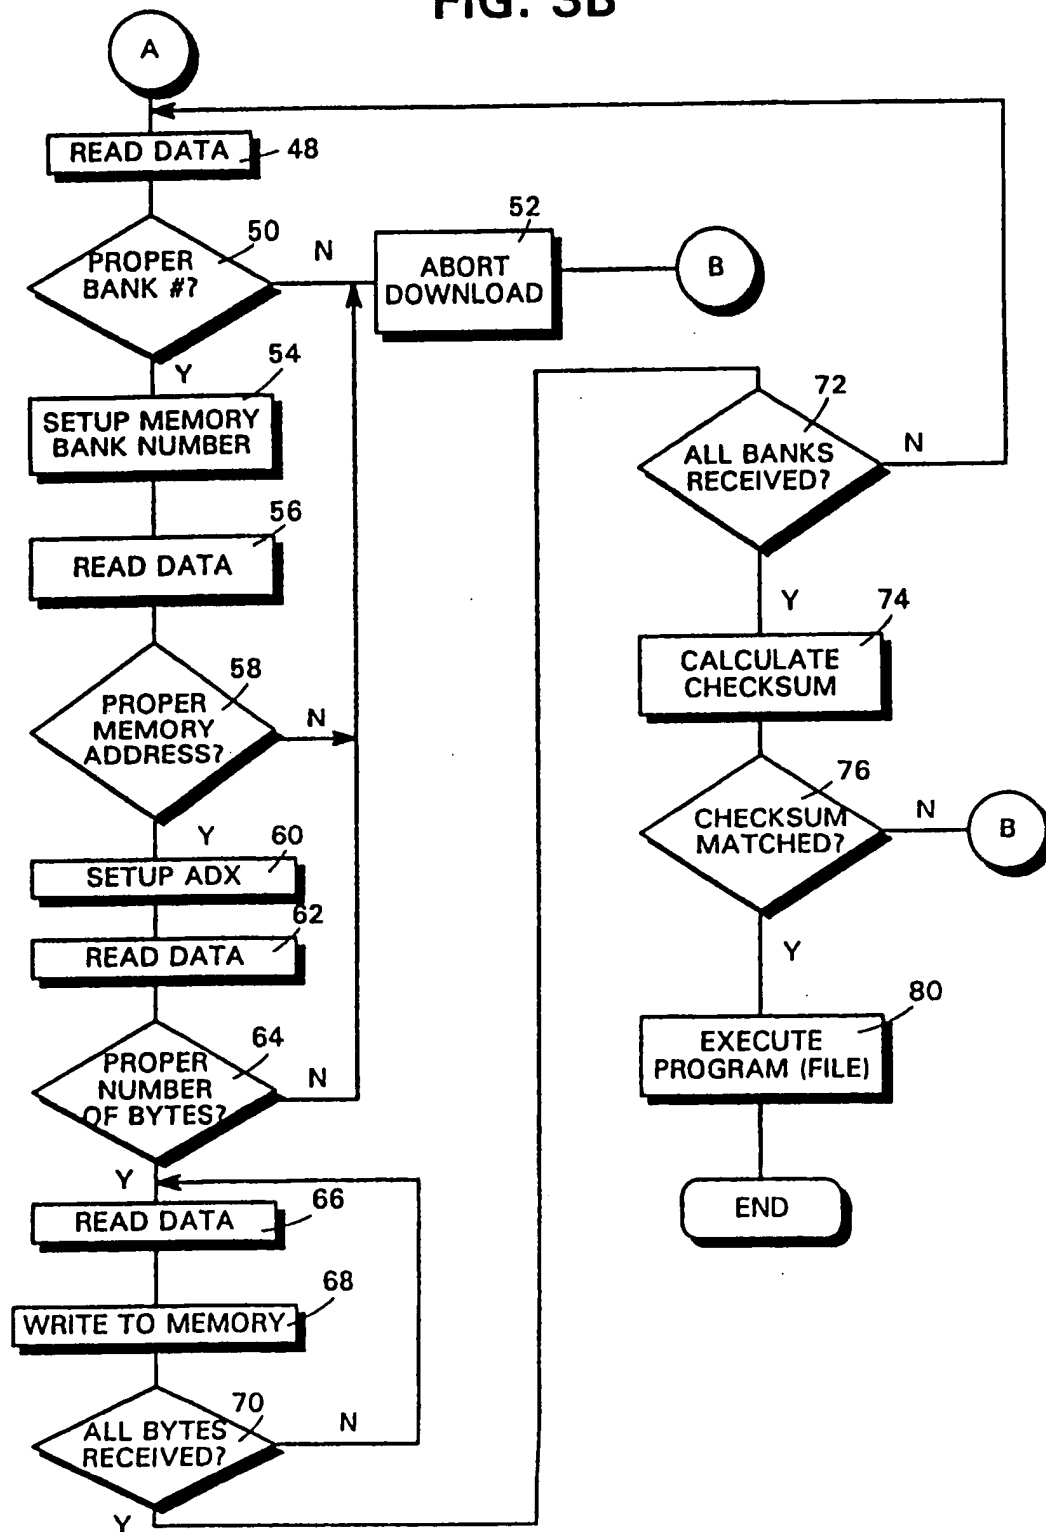 FIG. 3B
A
READ DATA
48
PROPER
BANK #?
50
N
ABORT
DOWNLOAD
52
B
Y
SETUP MEMORY
BANK NUMBER
54
READ DATA
56
PROPER
MEMORY
ADDRESS?
58
N
Y
SETUP ADX
60
READ DATA
62
PROPER
NUMBER
OF BYTES?
64
N
Y
READ DATA
66
WRITE TO MEMORY
68
ALL BYTES
RECEIVED?
70
N
Y
ALL BANKS
RECEIVED?
72
N
Y
CALCULATE
CHECKSUM
74
CHECKSUM
MATCHED?
76
N
B
Y
EXECUTE
PROGRAM (FILE)
80
END